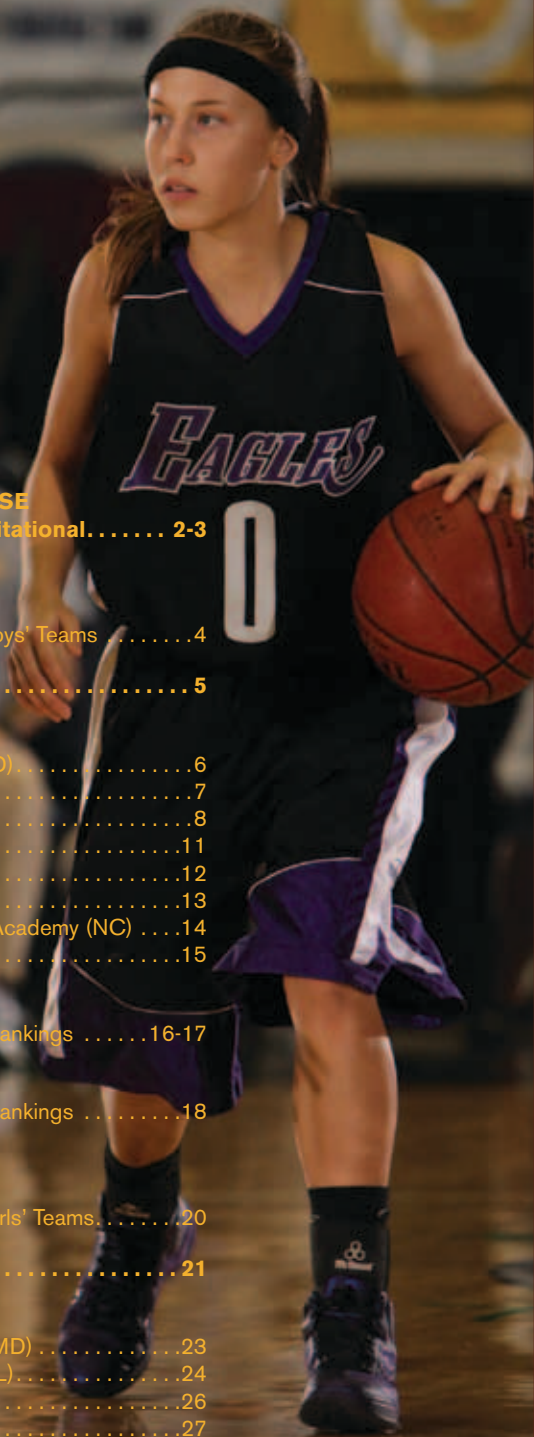 EAGLES
0
SE
itational. . . . . . . 2-3
oys' Teams . . . . . . . . 4
. . . . . . . . . . . . . . . . . 5
D). . . . . . . . . . . . . . . . 6
. . . . . . . . . . . . . . . . . 7
. . . . . . . . . . . . . . . . . 8
. . . . . . . . . . . . . . . . . 11
. . . . . . . . . . . . . . . . . 12
. . . . . . . . . . . . . . . . . 13
Academy (NC) . . . . 14
. . . . . . . . . . . . . . . . . 15
ankings . . . . . . 16-17
ankings . . . . . . . . . 18
rls' Teams. . . . . . . . 20
. . . . . . . . . . . . . . . . . 21
MD) . . . . . . . . . . . . . 23
L). . . . . . . . . . . . . . . . 24
. . . . . . . . . . . . . . . . . 26
. . . . . . . . . . . . . . . . . 27